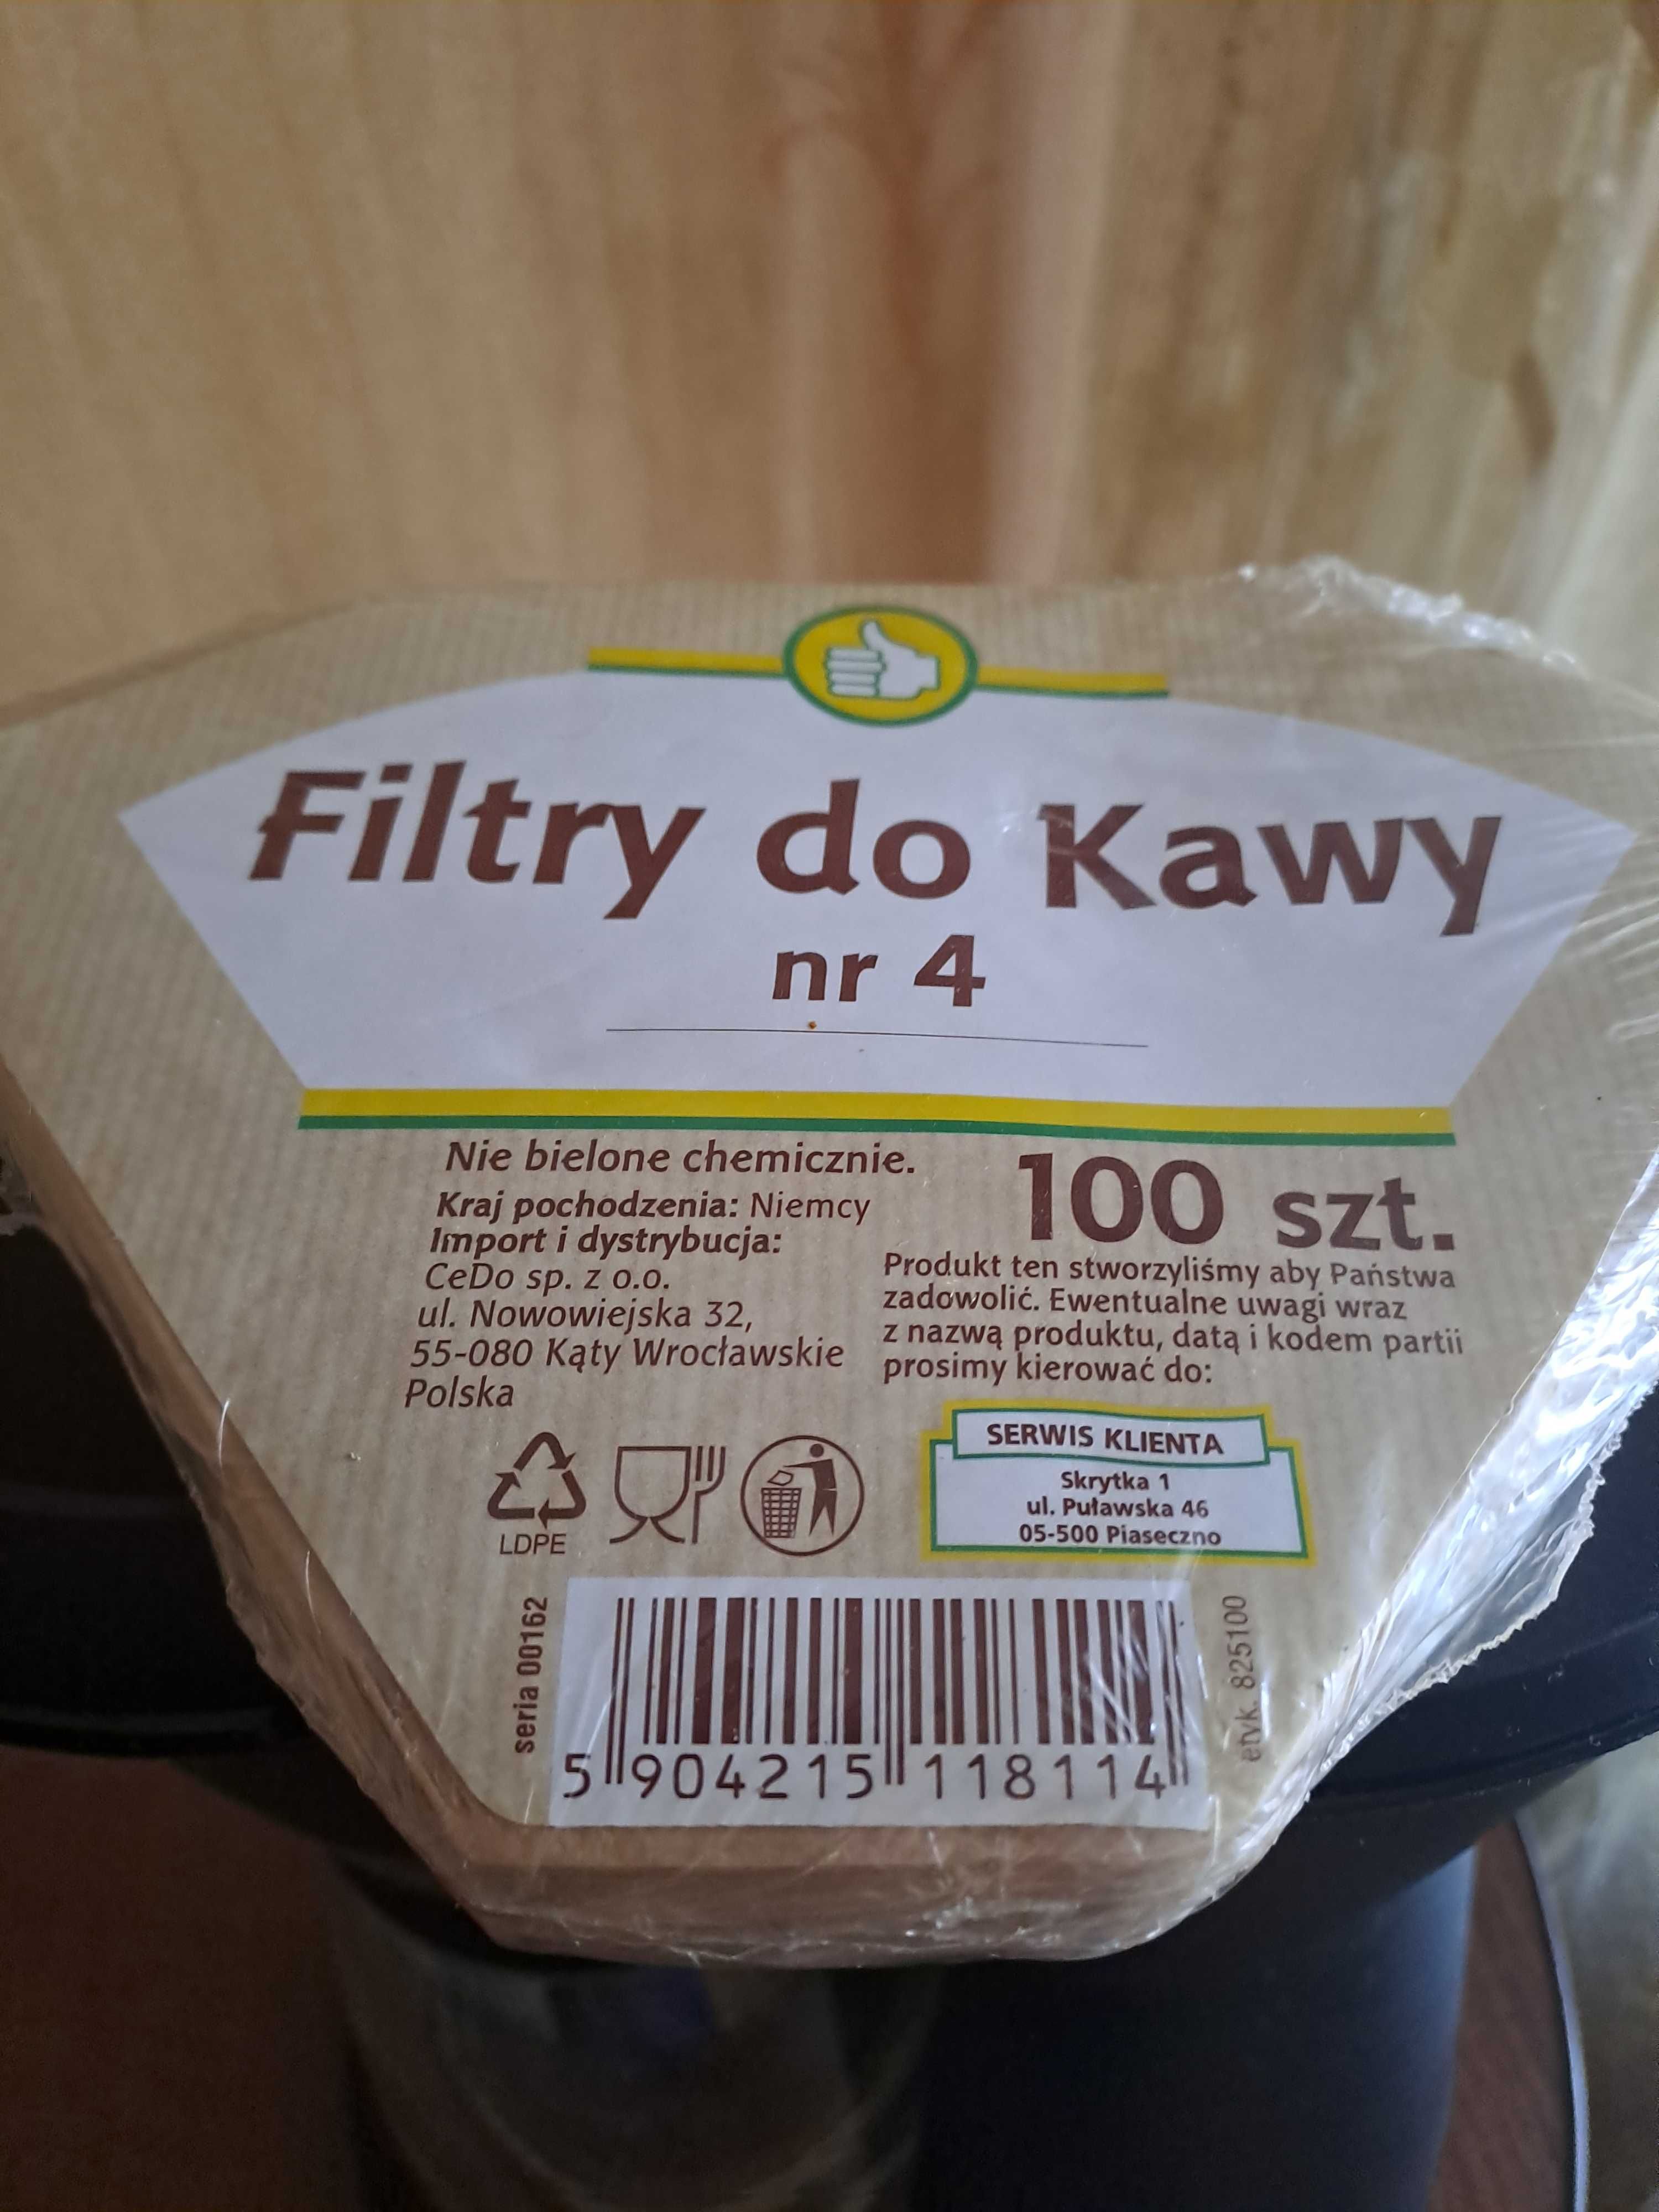 Filtry do Kawy
nr 4
Nie bielone chemicznie.
Kraj pochodzenia: Niemcy
Import i dystrybucja:
CeDo sp. z o.o.
ul. Nowowiejska 32,
55-080 Kąty Wrocławskie
Polska
100 szt.
Produkt ten stworzyliśmy aby Państwa
zadowolić. Ewentualne uwagi wraz
z nazwą produktu, datą i kodem partii
prosimy kierować do:
SERWIS KLIENTA
Skrytka 1
ul. Puławska 46
05-500 Piaseczno
LDPE
seria 00162
5 904215 118114
etyk. 825100